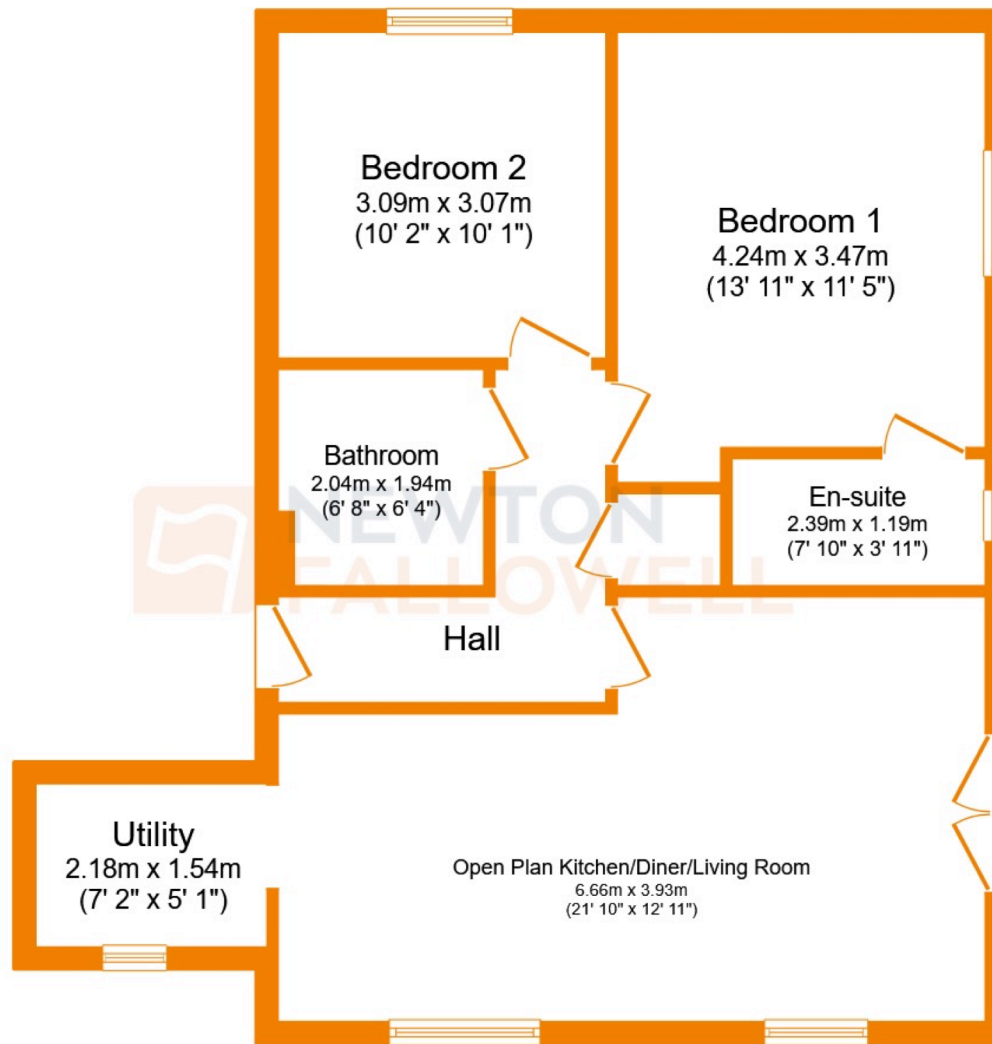 Bedroom 2
3.09m x 3.07m
(10' 2" x 10' 1")
Bedroom 1
4.24m x 3.47m
(13' 11" x 11' 5")
Bathroom
2.04m x 1.94m
(6' 8" x 6' 4")
En-suite
2.39m x 1.19m
(7' 10" x 3' 11")
NEWTON
FALLOWELL
Hall
Utility
2.18m x 1.54m
(7' 2" x 5' 1")
Open Plan Kitchen/Diner/Living Room
6.66m x 3.93m
(21' 10" x 12' 11")